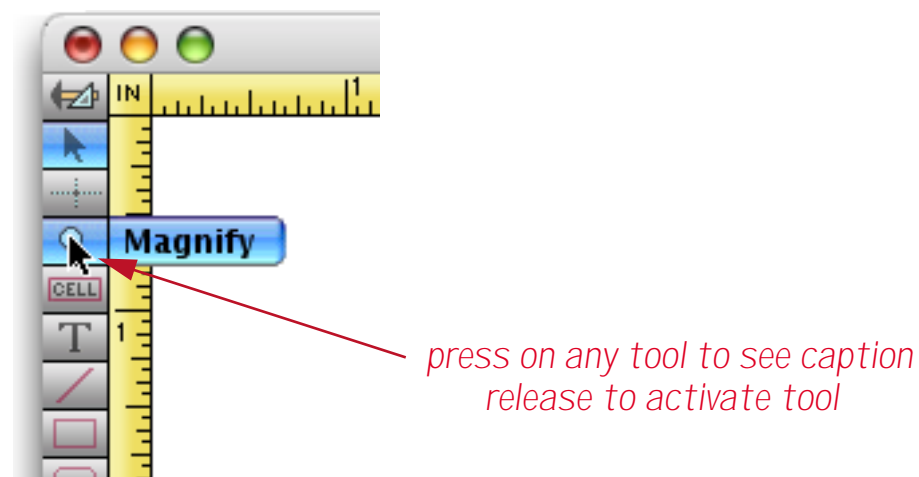 IN
1
Magnify
CELL
T
1
press on any tool to see caption
release to activate tool